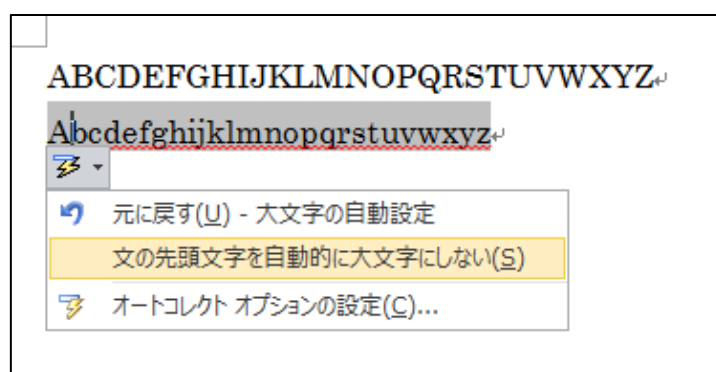 ABCDEFGHIJKLMNOPQRSTUVWXYZ↵
Abcdefghijklmnopqrstuvwxyz↵
元に戻す(U) - 大文字の自動設定
文の先頭文字を自動的に大文字にしない(S)
オートコレクト オプションの設定(C)...